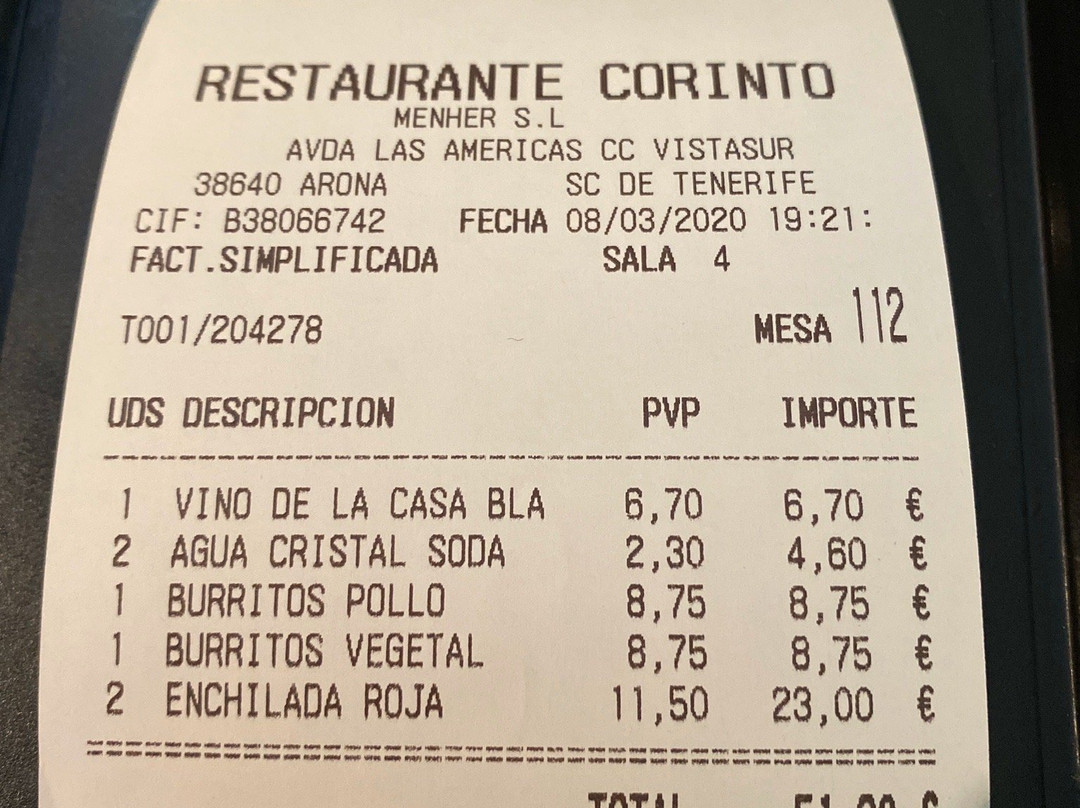 RESTAURANTE CORINTO
MENHER S.L
AVDA LAS AMERICAS CC VISTASUR
38640 ARONA SC DE TENERIFE
CIF: B38066742 FECHA 08/03/2020 19:21:
FACT.SIMPLIFICADA SALA 4
T001/204278 MESA 112
UDS DESCRIPCION PVP IMPORTE
1 VINO DE LA CASA BLA 6,70 6,70 €
2 AGUA CRISTAL SODA 2,30 4,60 €
1 BURRITOS POLLO 8,75 8,75 €
1 BURRITOS VEGETAL 8,75 8,75 €
2 ENCHILADA ROJA 11,50 23,00 €
TOTAL